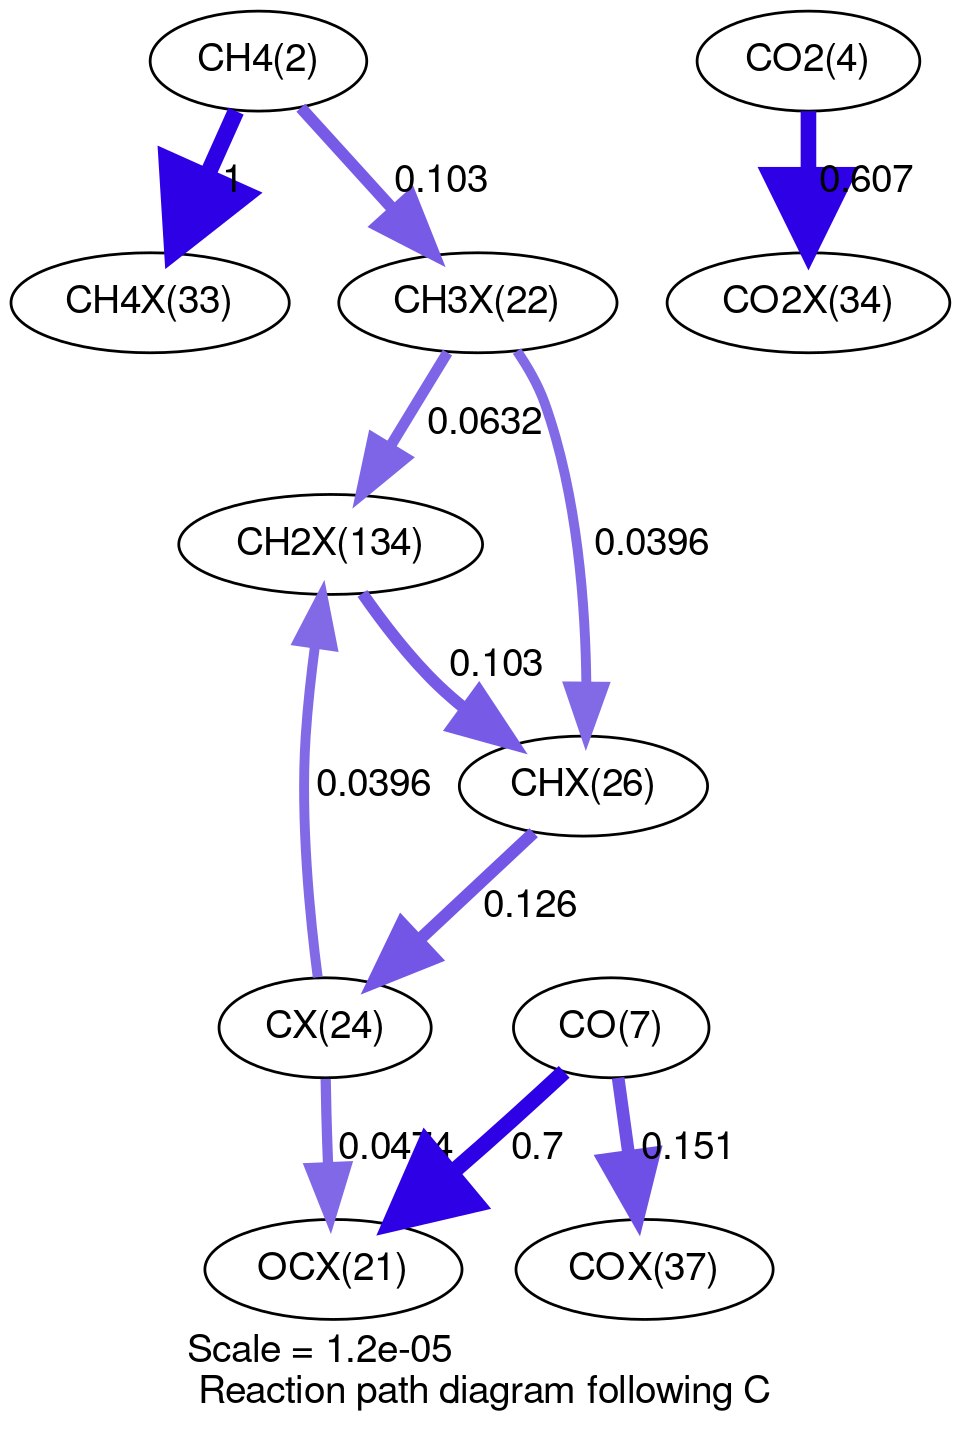 CH4(2)
CO2(4)
1
0.103
0.607
CH4X(33)
CH3X(22)
CO2X(34)
0.0632
CH2X(134)
0.0396
0.103
0.0396
CHX(26)
0.126
CX(24)
CO(7)
0.0474
0.7
0.151
OCX(21)
COX(37)
Scale = 1.2e-05
Reaction path diagram following C